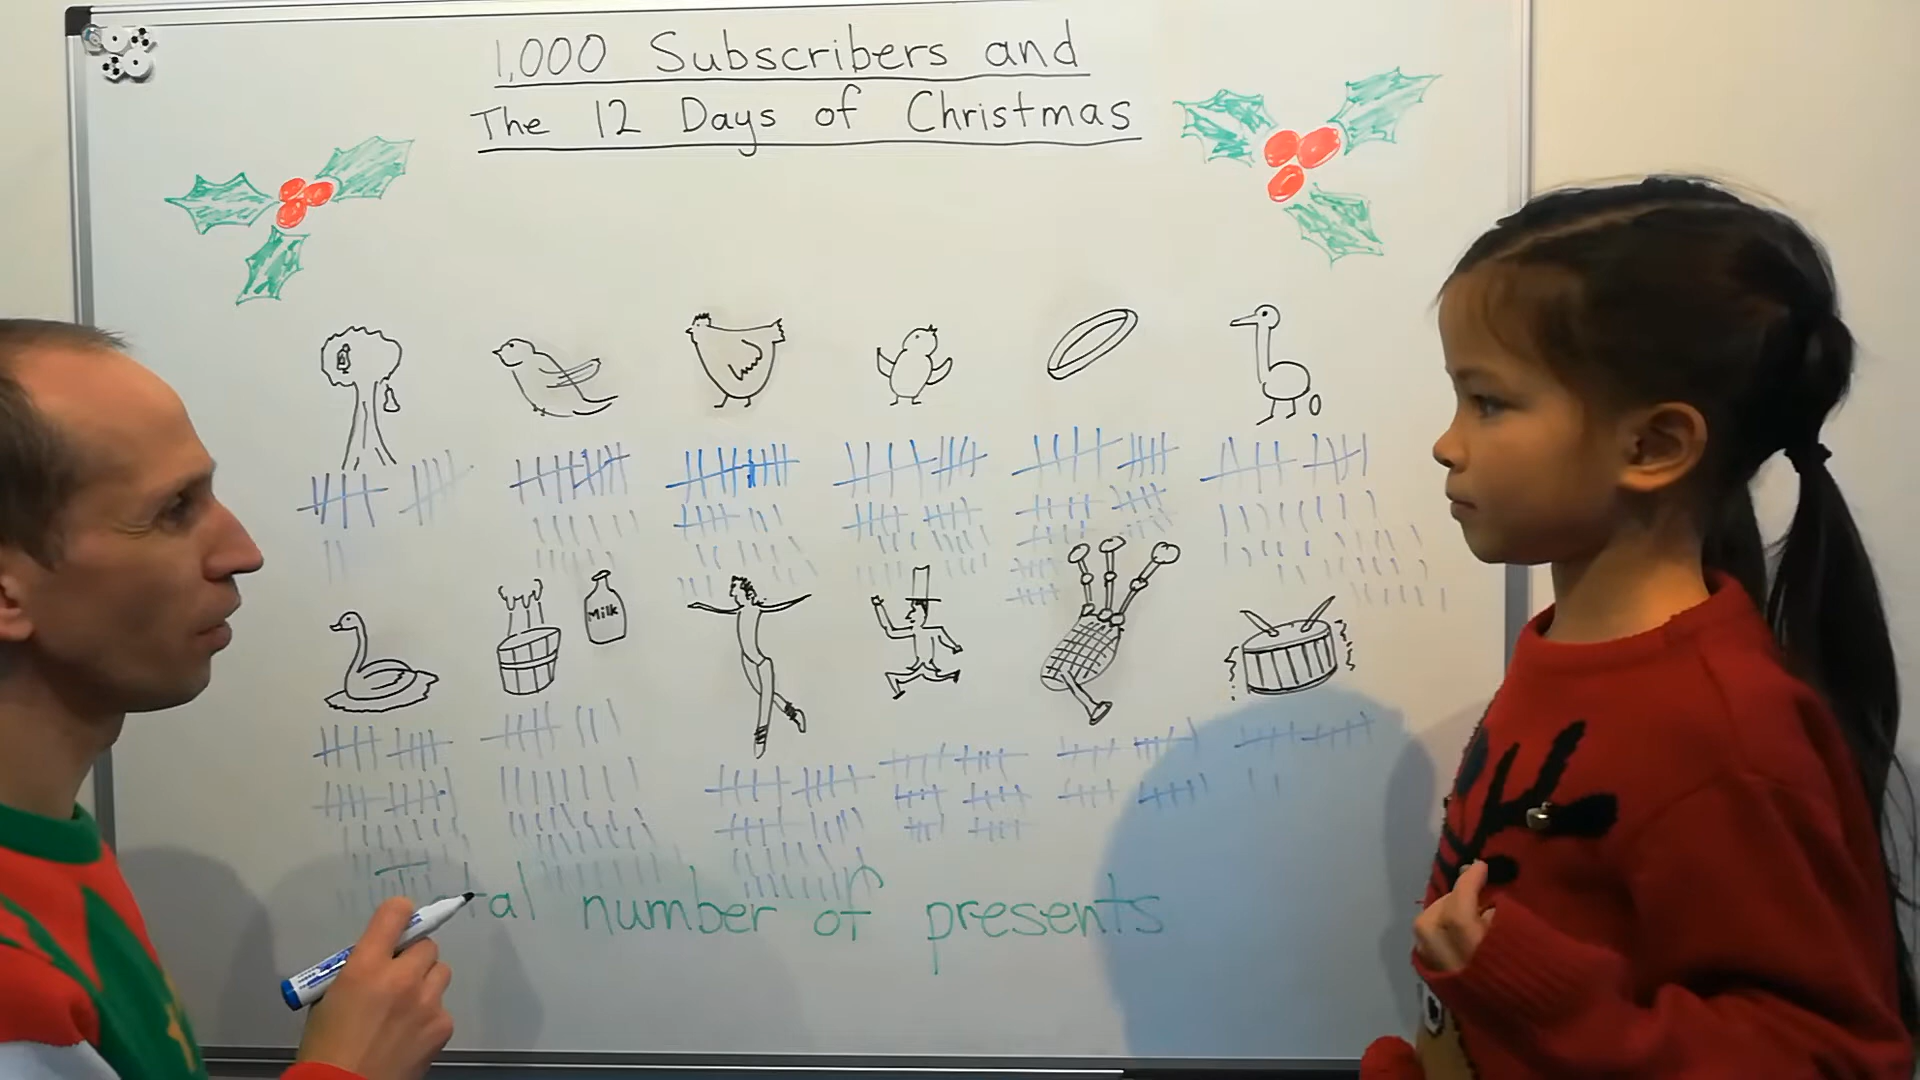 1,000 Subscribers and
The 12 Days of Christmas
Milk
Total number of presents